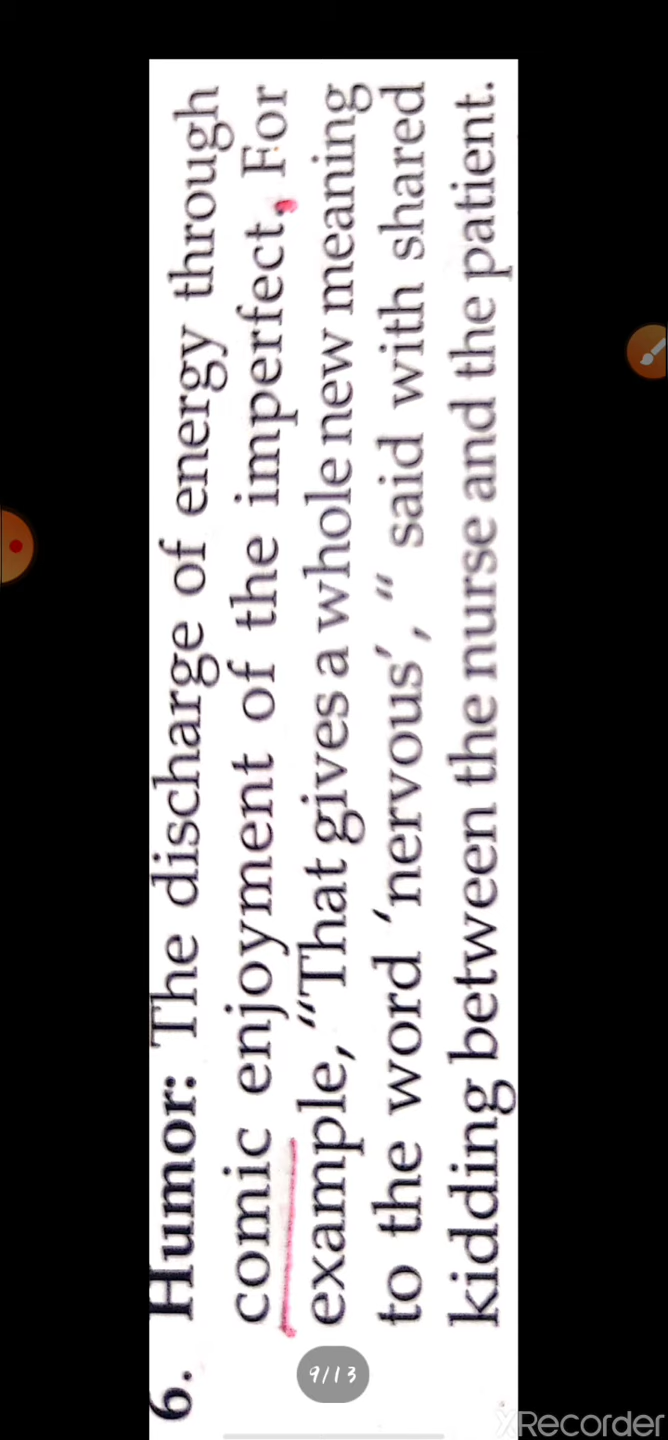 6. Humor: The discharge of energy through
comic enjoyment of the imperfect. For
example, "That gives a whole new meaning
to the word 'nervous'," said with shared
kidding between the nurse and the patient.
9/13
XRecorder